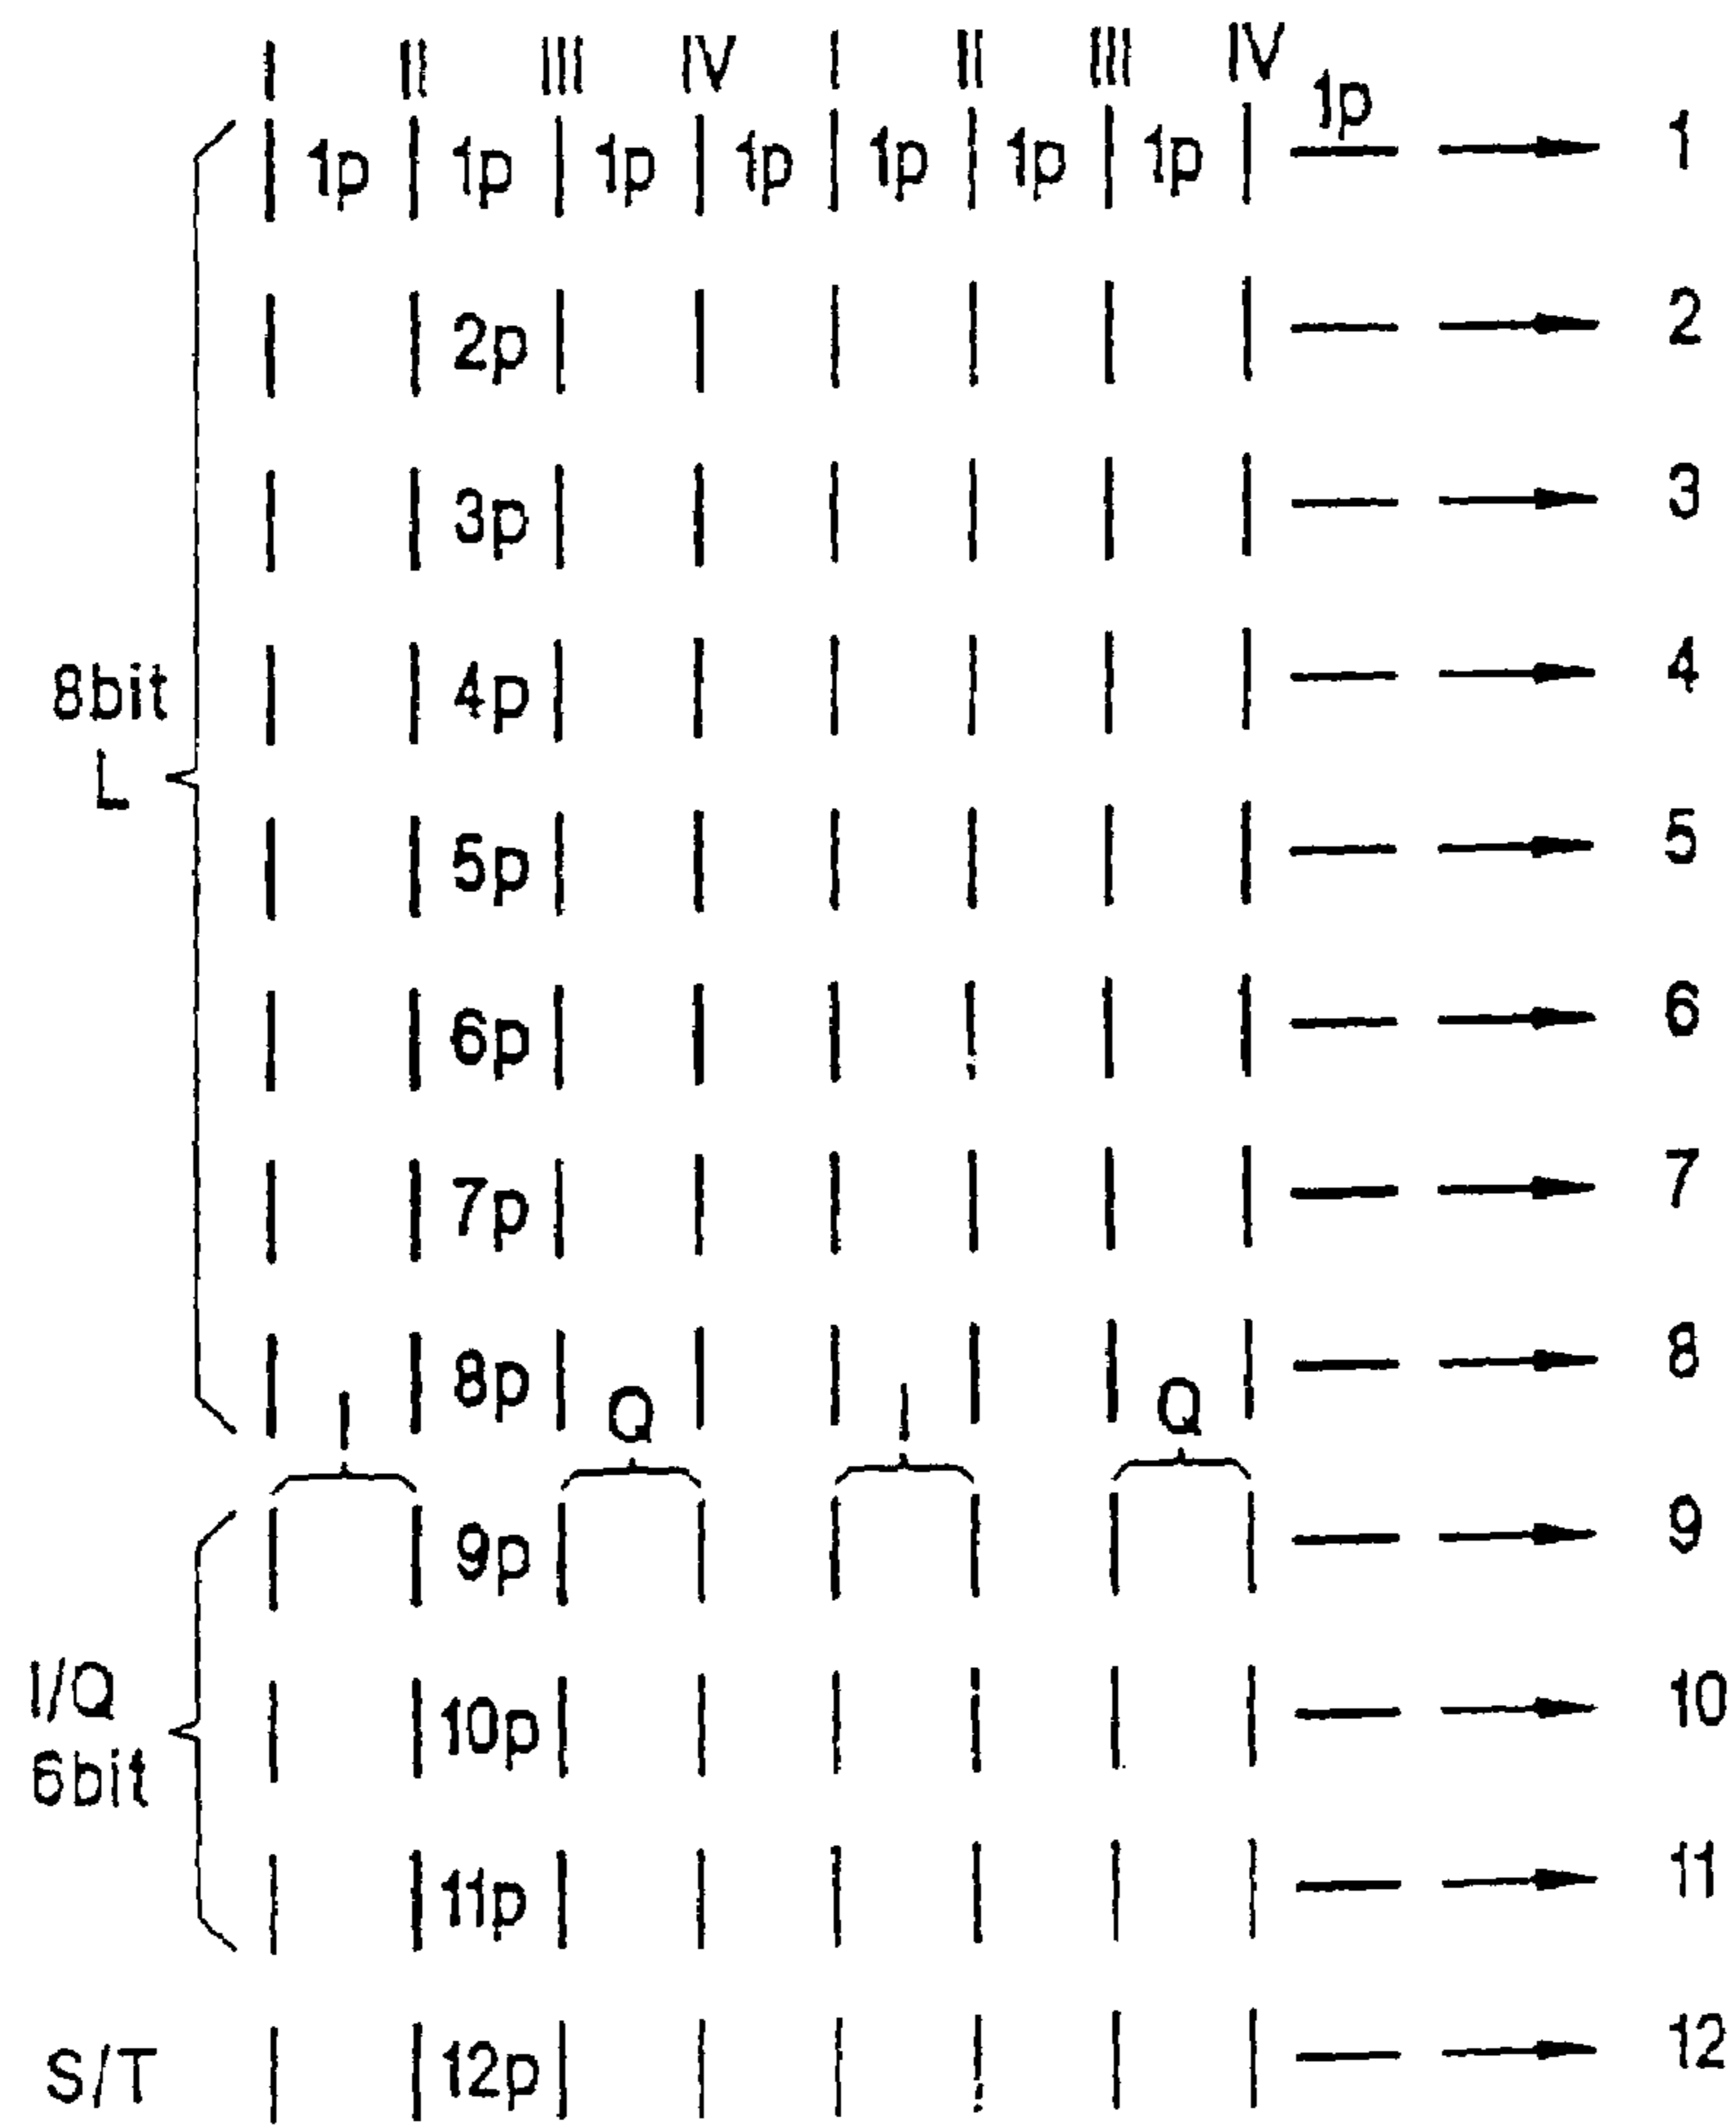 I II III IV I II III IV
1p 1p 1p 1p 1p 1p 1p 1p 1
2p 2
3p 3
8bit 4p 4
L
5p 5
6p 6
7p 7
8p 8
I Q I Q
9p 9
I/Q 10p 10
6bit
11p 11
S/T 12p 12